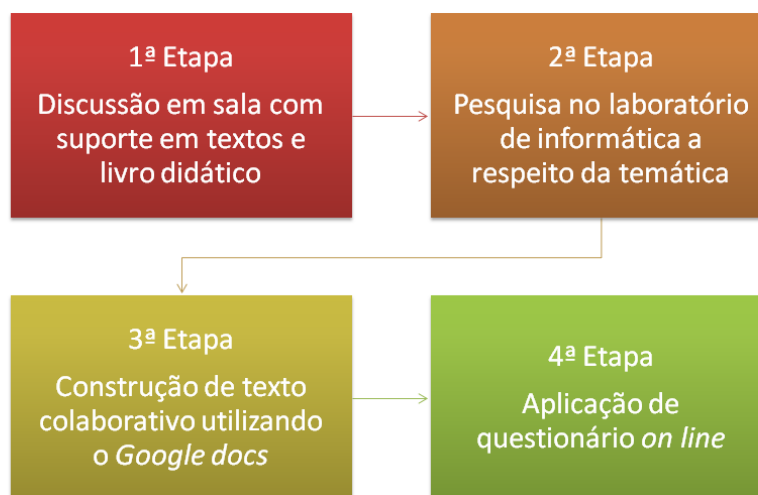 1ª Etapa
Discussão em sala com
suporte em textos e
livro didático
2ª Etapa
Pesquisa no laboratório
de informática a
respeito da temática
3ª Etapa
Construção de texto
colaborativo utilizando
o Google docs
4ª Etapa
Aplicação de
questionário on line